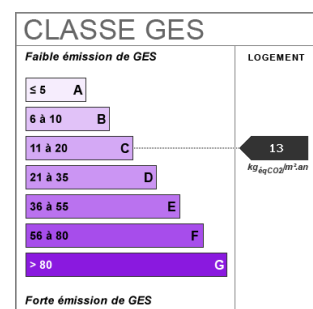 CLASSE GES
Faible émission de GES
LOGEMENT
≤ 5 A
6 à 10 B
11 à 20 C
13
kgéqCO2/m².an
21 à 35 D
36 à 55 E
56 à 80 F
> 80 G
Forte émission de GES